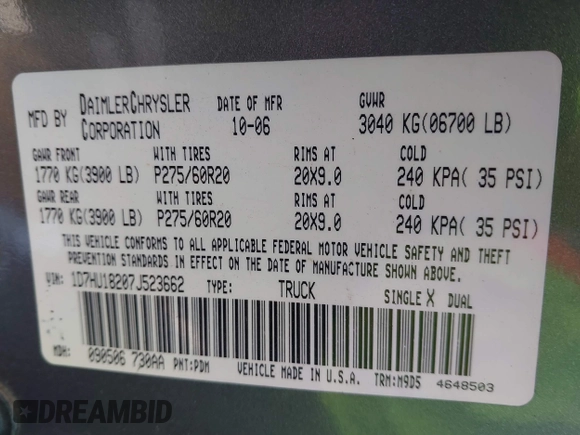 MFD BY DAIMLERCHRYSLER CORPORATION
DATE OF MFR 10-06
GVWR 3040 KG(06700 LB)
GAWR FRONT WITH TIRES RIMS AT COLD
1770 KG(3900 LB) P275/60R20 20X9.0 240 KPA( 35 PSI)
GAWR REAR WITH TIRES RIMS AT COLD
1770 KG(3900 LB) P275/60R20 20X9.0 240 KPA( 35 PSI)
THIS VEHICLE CONFORMS TO ALL APPLICABLE FEDERAL MOTOR VEHICLE SAFETY AND THEFT
PREVENTION STANDARDS IN EFFECT ON THE DATE OF MANUFACTURE SHOWN ABOVE.
VIN: 1D7HU18207J523662 TYPE: TRUCK SINGLE X DUAL
MDH: 090506 730AA PNT:PDM VEHICLE MADE IN U.S.A. TRM:M9D5 4648503
DREAMBID